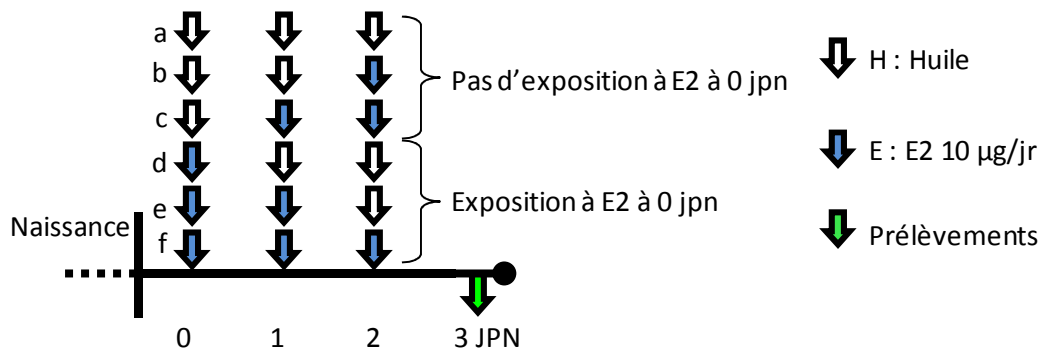 a
b
c
d
e
f
Pas d'exposition à E2 à 0 jpn
Exposition à E2 à 0 jpn
H : Huile
E : E2 10 µg/jr
Prélèvements
Naissance
0 1 2 3 JPN